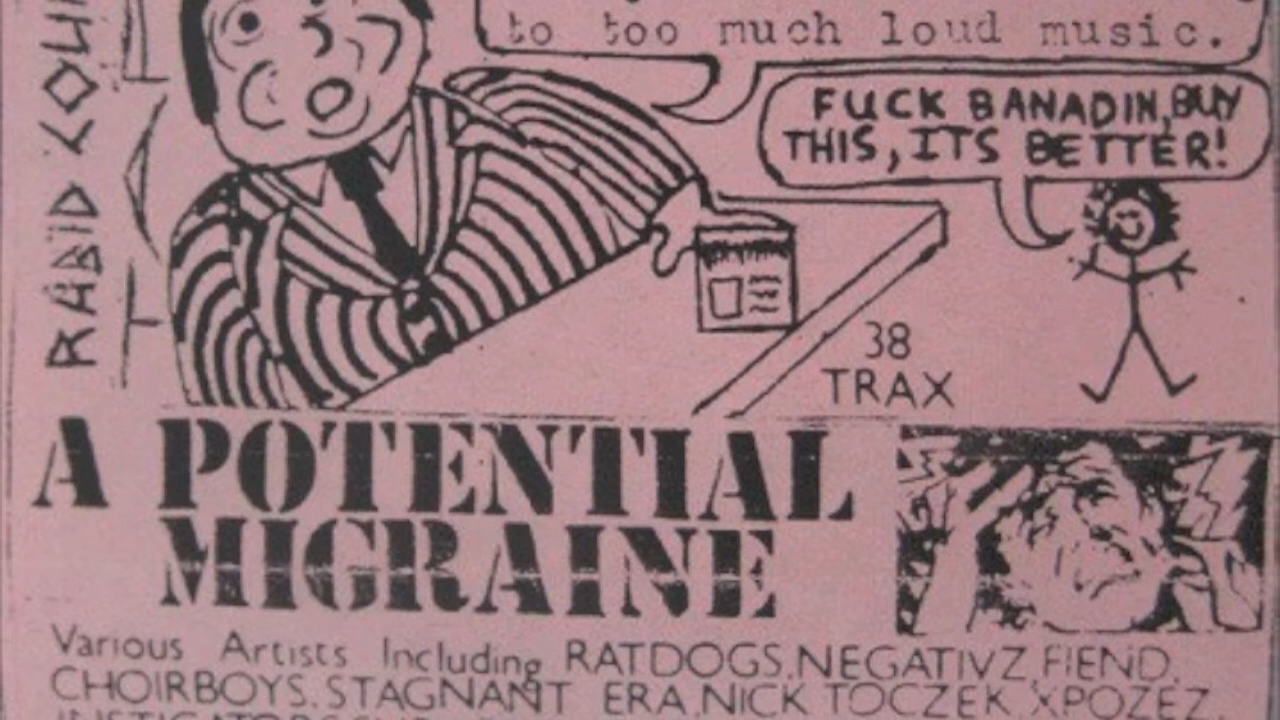 to too much loud music.
FUCK BANADIN, BUY
THIS, ITS BETTER!
RABID
38
TRAX
A POTENTIAL
MIGRAINE
Various Artists Including RATDOGS, NEGATIVZ, FIEND,
CHOIRBOYS, STAGNANT ERA, NICK TOCZEK, XPOZEZ,